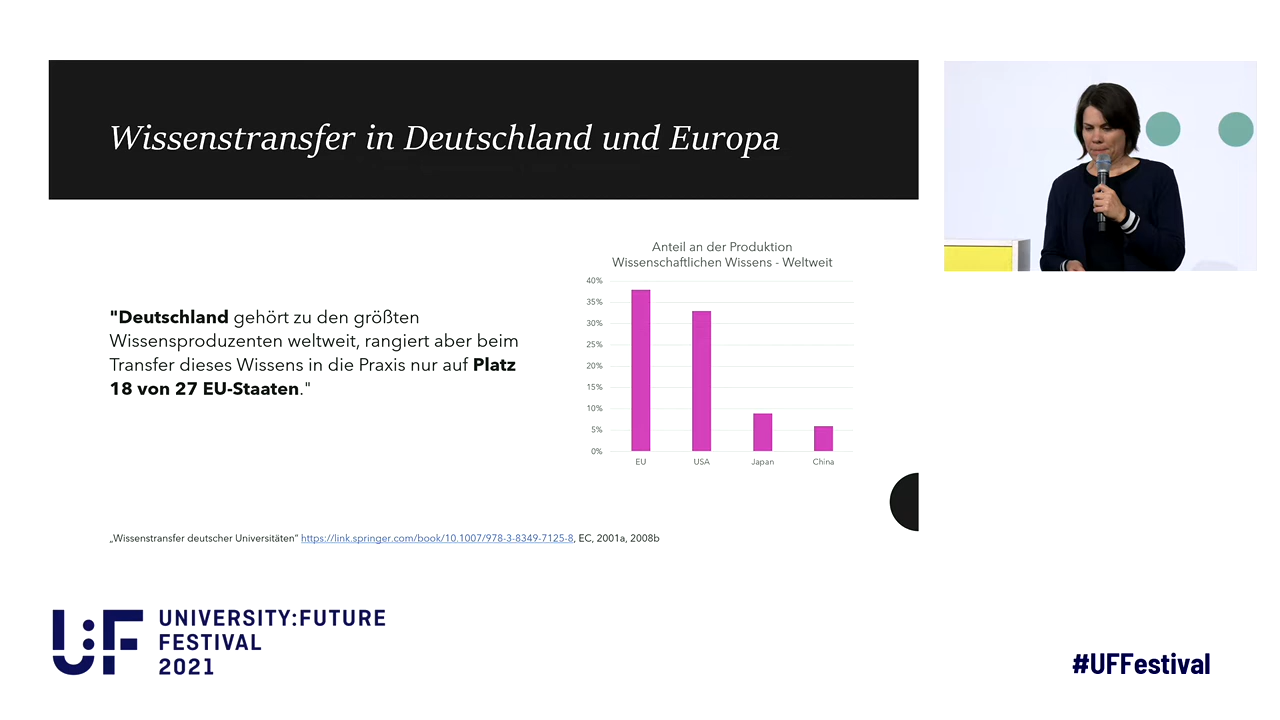 Wissenstransfer in Deutschland und Europa
"Deutschland gehört zu den größten
Wissensproduzenten weltweit, rangiert aber beim
Transfer dieses Wissens in die Praxis nur auf Platz
18 von 27 EU-Staaten."
Anteil an der Produktion
Wissenschaftlichen Wissens - Weltweit
40%
35%
30%
25%
20%
15%
10%
5%
0%
EU USA Japan China
„Wissenstransfer deutscher Universitäten“ https://link.springer.com/book/10.1007/978-3-8349-7125-8, EC, 2001a, 2008b
U:F
UNIVERSITY:FUTURE
FESTIVAL
2021
#UFFestival